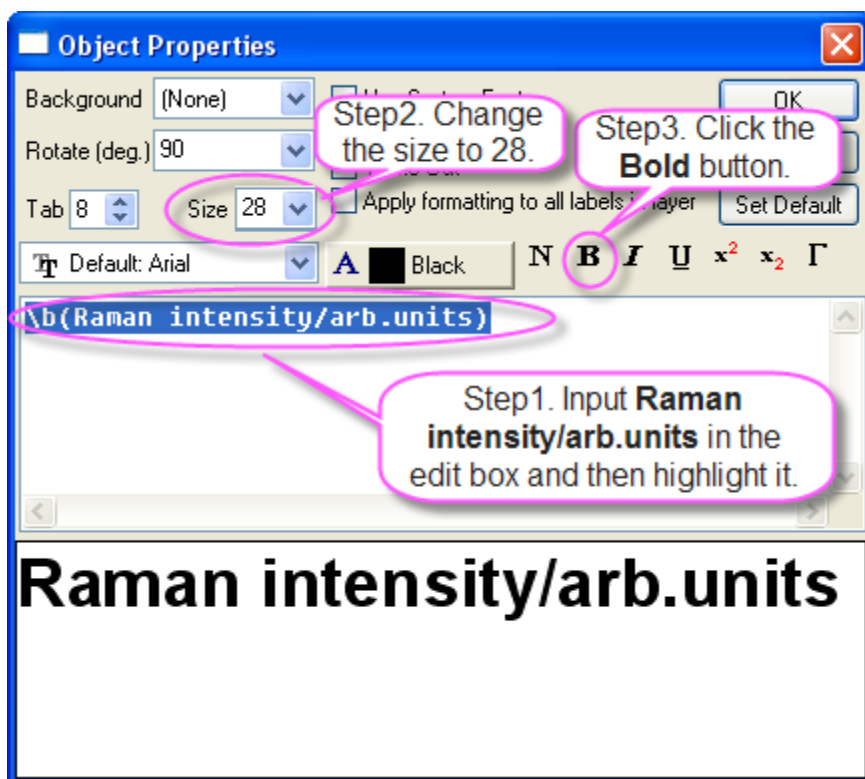 Object Properties
Background (None)
OK
Step2. Change
the size to 28.
Step3. Click the
Bold button.
Rotate (deg.) 90
Tab 8 Size 28 Apply formatting to all labels in layer Set Default
Default: Arial A Black N B I U x² x₂ Γ
\b(Raman intensity/arb.units)
Step1. Input Raman
intensity/arb.units in the
edit box and then highlight it.
Raman intensity/arb.units